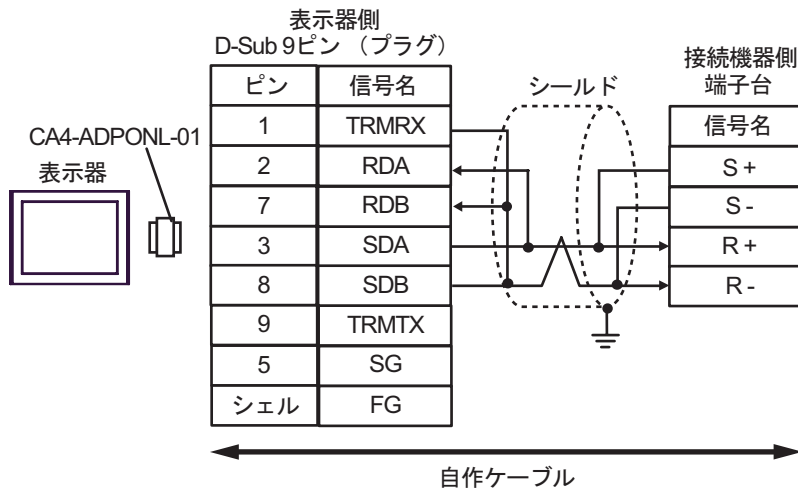 表示器側
D-Sub 9ピン （プラグ）
接続機器側
端子台
CA4-ADPONL-01
表示器
シールド
ピン 信号名
1 TRMRX
2 RDA
7 RDB
3 SDA
8 SDB
9 TRMTX
5 SG
シェル FG
信号名
S +
S -
R +
R -
自作ケーブル